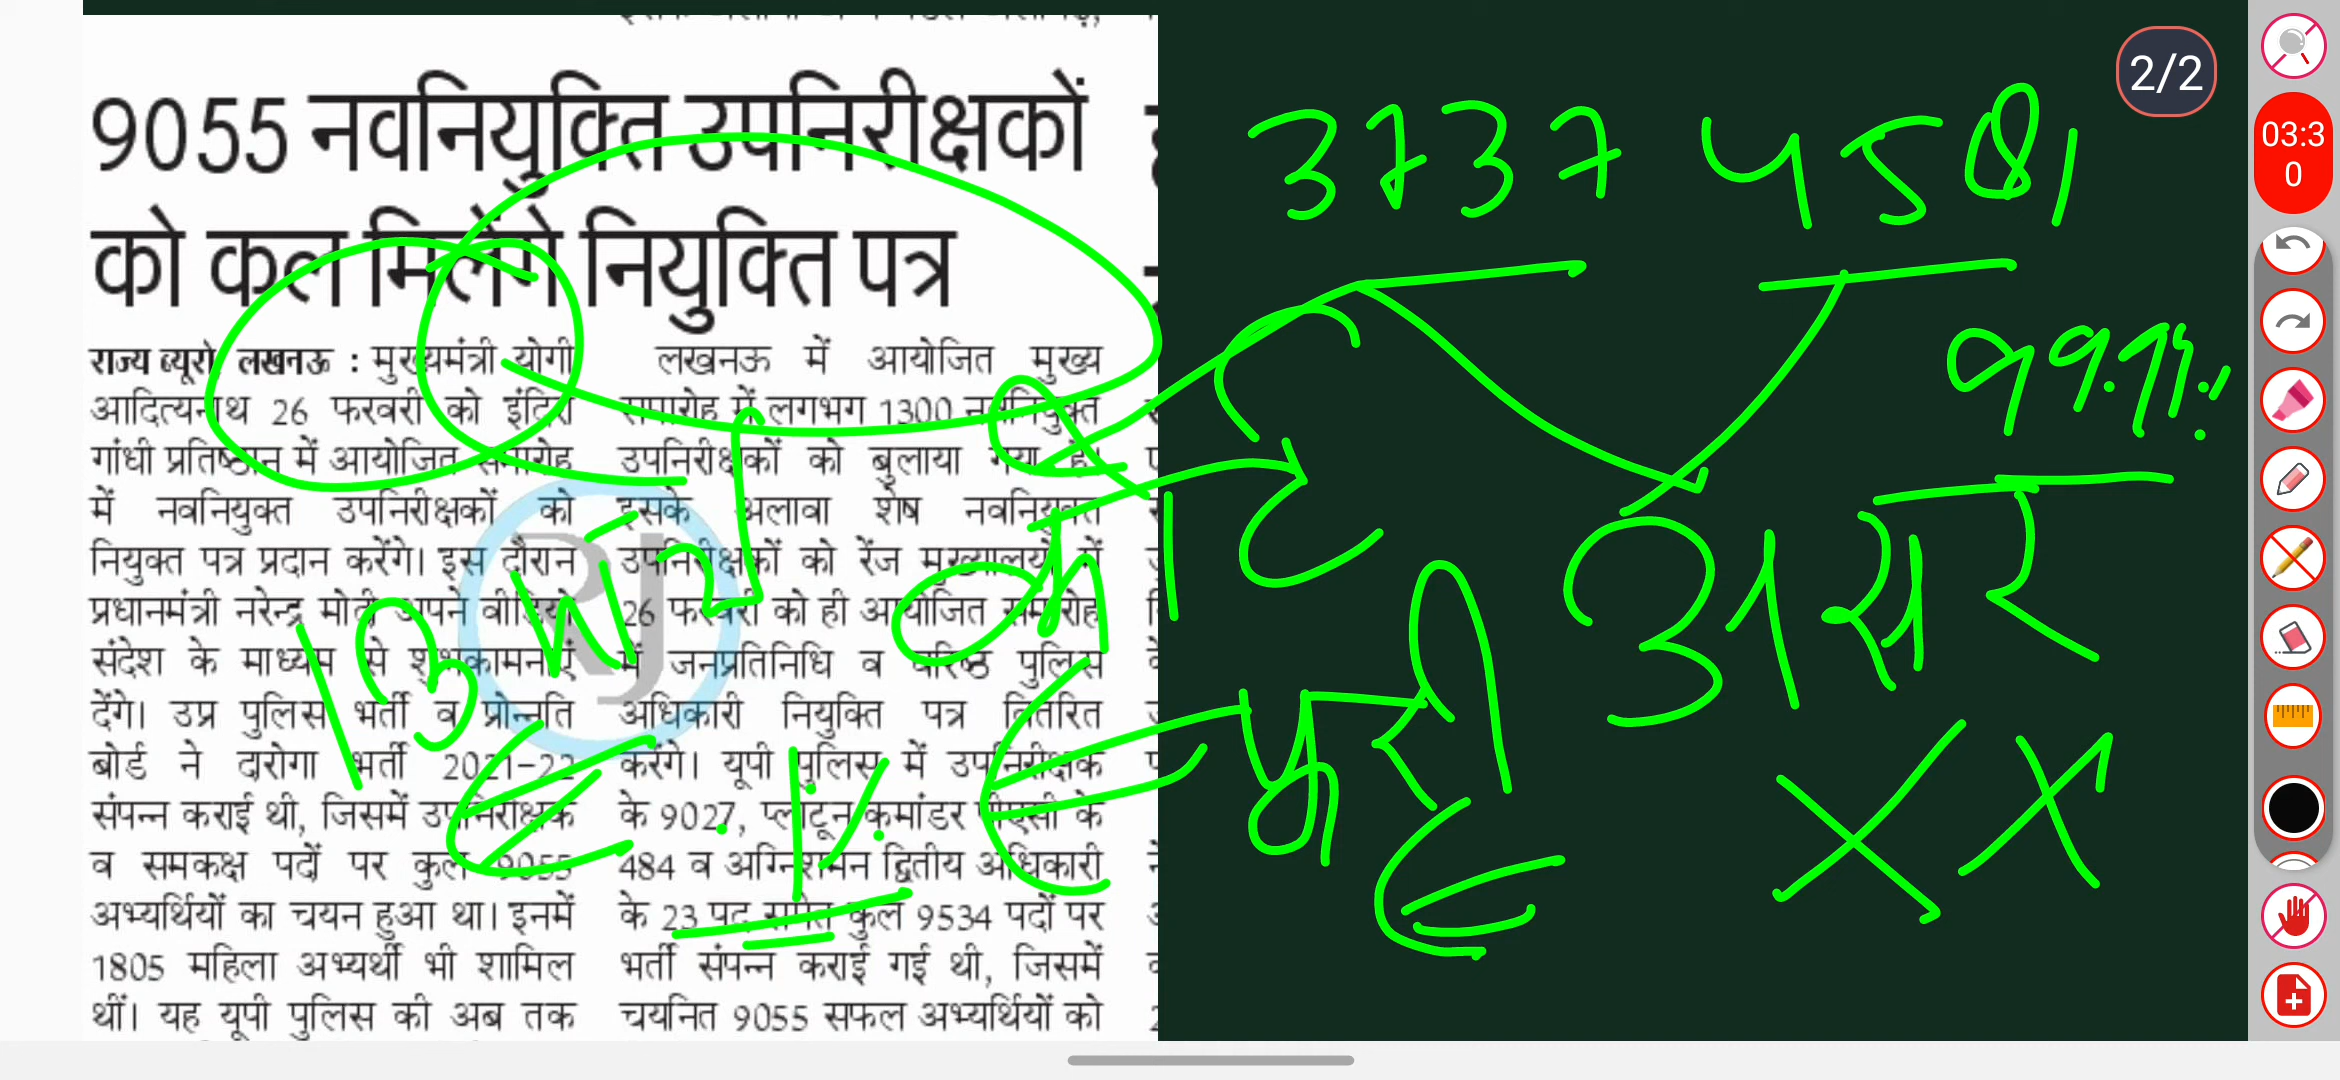 9055 नवनियुक्ति उपनिरीक्षकों
को कल मिलेंगे नियुक्ति पत्र
राज्य ब्यूरो लखनऊ : मुख्यमंत्री योगी
आदित्यनाथ 26 फरवरी को इंदिरा
गांधी प्रतिष्ठान में आयोजित समारोह
में नवनियुक्त उपनिरीक्षकों को
नियुक्त पत्र प्रदान करेंगे। इस दौरान
प्रधानमंत्री नरेन्द्र मोदी अपने वीडियो
संदेश के माध्यम से शुभकामनाएं
देंगे। उप्र पुलिस भर्ती व प्रोन्नति
बोर्ड ने दारोगा भर्ती 2021-22
संपन्न कराई थी, जिसमें उपनिरीक्षक
व समकक्ष पदों पर कुल 9055
अभ्यर्थियों का चयन हुआ था। इनमें
1805 महिला अभ्यर्थी भी शामिल
थीं। यह यूपी पुलिस की अब तक
लखनऊ में आयोजित मुख्य
समारोह में लगभग 1300 नवनियुक्त
उपनिरीक्षकों को बुलाया गया है।
इसके अलावा शेष नवनियुक्त
उपनिरीक्षकों को रेंज मुख्यालयों में
26 फरवरी को ही आयोजित समारोह
में जनप्रतिनिधि व वरिष्ठ पुलिस
अधिकारी नियुक्ति पत्र वितरित
करेंगे। यूपी पुलिस में उपनिरीक्षक
के 9027, प्लाटून कमांडर पीएसी के
484 व अग्निशमन द्वितीय अधिकारी
के 23 पद समेत कुल 9534 पदों पर
भर्ती संपन्न कराई गई थी, जिसमें
चयनित 9055 सफल अभ्यर्थियों को
RJ
3737 4581
2/2
03:3
0